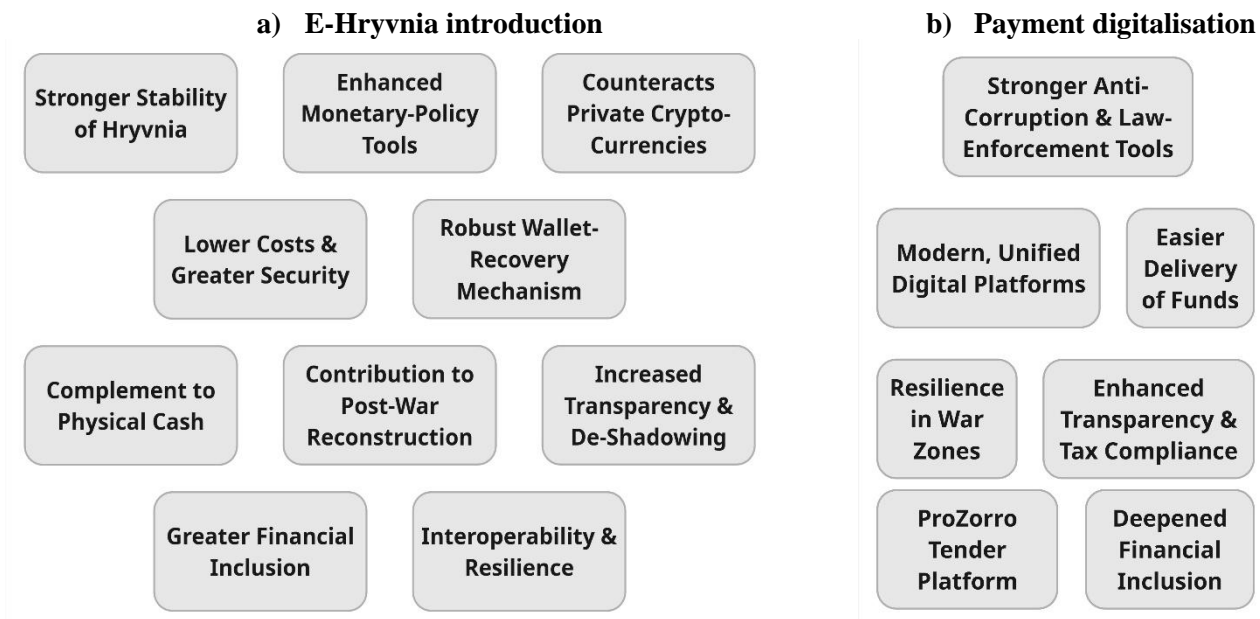 a) E-Hryvnia introduction
Stronger Stability
of Hryvnia
Enhanced
Monetary-Policy
Tools
Counteracts
Private Crypto-
Currencies
Lower Costs &
Greater Security
Robust Wallet-
Recovery
Mechanism
Complement to
Physical Cash
Contribution to
Post-War
Reconstruction
Increased
Transparency &
De-Shadowing
Greater Financial
Inclusion
Interoperability &
Resilience
b) Payment digitalisation
Stronger Anti-
Corruption & Law-
Enforcement Tools
Modern, Unified
Digital Platforms
Easier
Delivery
of Funds
Resilience
in War
Zones
Enhanced
Transparency &
Tax Compliance
ProZorro
Tender
Platform
Deepened
Financial
Inclusion